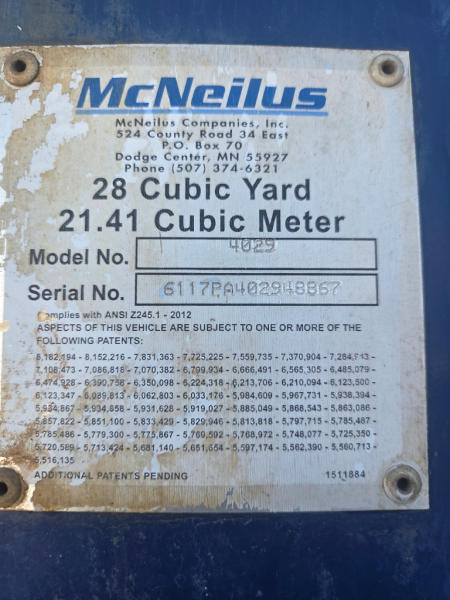 McNeilus
McNeilus Companies, Inc.
524 County Road 34 East
P.O. Box 70
Dodge Center, MN 55927
Phone (507) 374-6321
28 Cubic Yard
21.41 Cubic Meter
Model No. 4029
Serial No. 6117PA402948867
Complies with ANSI Z245.1 - 2012
ASPECTS OF THIS VEHICLE ARE SUBJECT TO ONE OR MORE OF THE
FOLLOWING PATENTS:
8,182,194 - 8,152,216 - 7,831,363 - 7,725,225 - 7,559,735 - 7,370,904 - 7,284,943 -
7,108,473 - 7,086,818 - 7,070,382 - 6,799,934 - 6,666,491 - 6,565,305 - 6,485,079 -
6,474,928 - 6,390,758 - 6,350,098 - 6,224,318 - 6,213,706 - 6,210,094 - 6,123,500 -
6,123,347 - 6,089,813 - 6,062,803 - 6,033,176 - 5,984,609 - 5,967,731 - 5,938,394
5,934,867 - 5,934,858 - 5,931,628 - 5,919,027 - 5,885,049 - 5,868,543 - 5,863,086
5,857,822 - 5,851,100 - 5,833,429 - 5,829,946 - 5,813,818 - 5,797,715 - 5,785,487 -
5,785,486 - 5,779,300 - 5,775,867 - 5,769,592 - 5,768,972 - 5,748,077 - 5,725,350
5,720,589 - 5,713,424 - 5,681,140 - 5,651,654 - 5,597,174 - 5,562,390 - 5,560,713 -
5,516,135
ADDITIONAL PATENTS PENDING 1511884